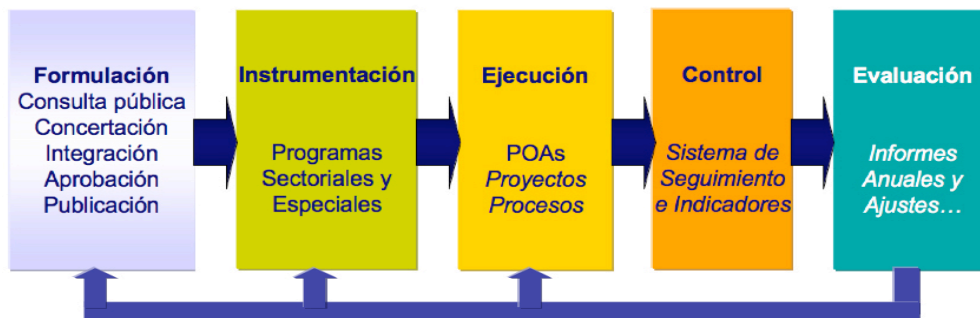 Formulación
Consulta pública
Concertación
Integración
Aprobación
Publicación
Instrumentación
Programas
Sectoriales y
Especiales
Ejecución
POAs
Proyectos
Procesos
Control
Sistema de
Seguimiento
e Indicadores
Evaluación
Informes
Anuales y
Ajustes…